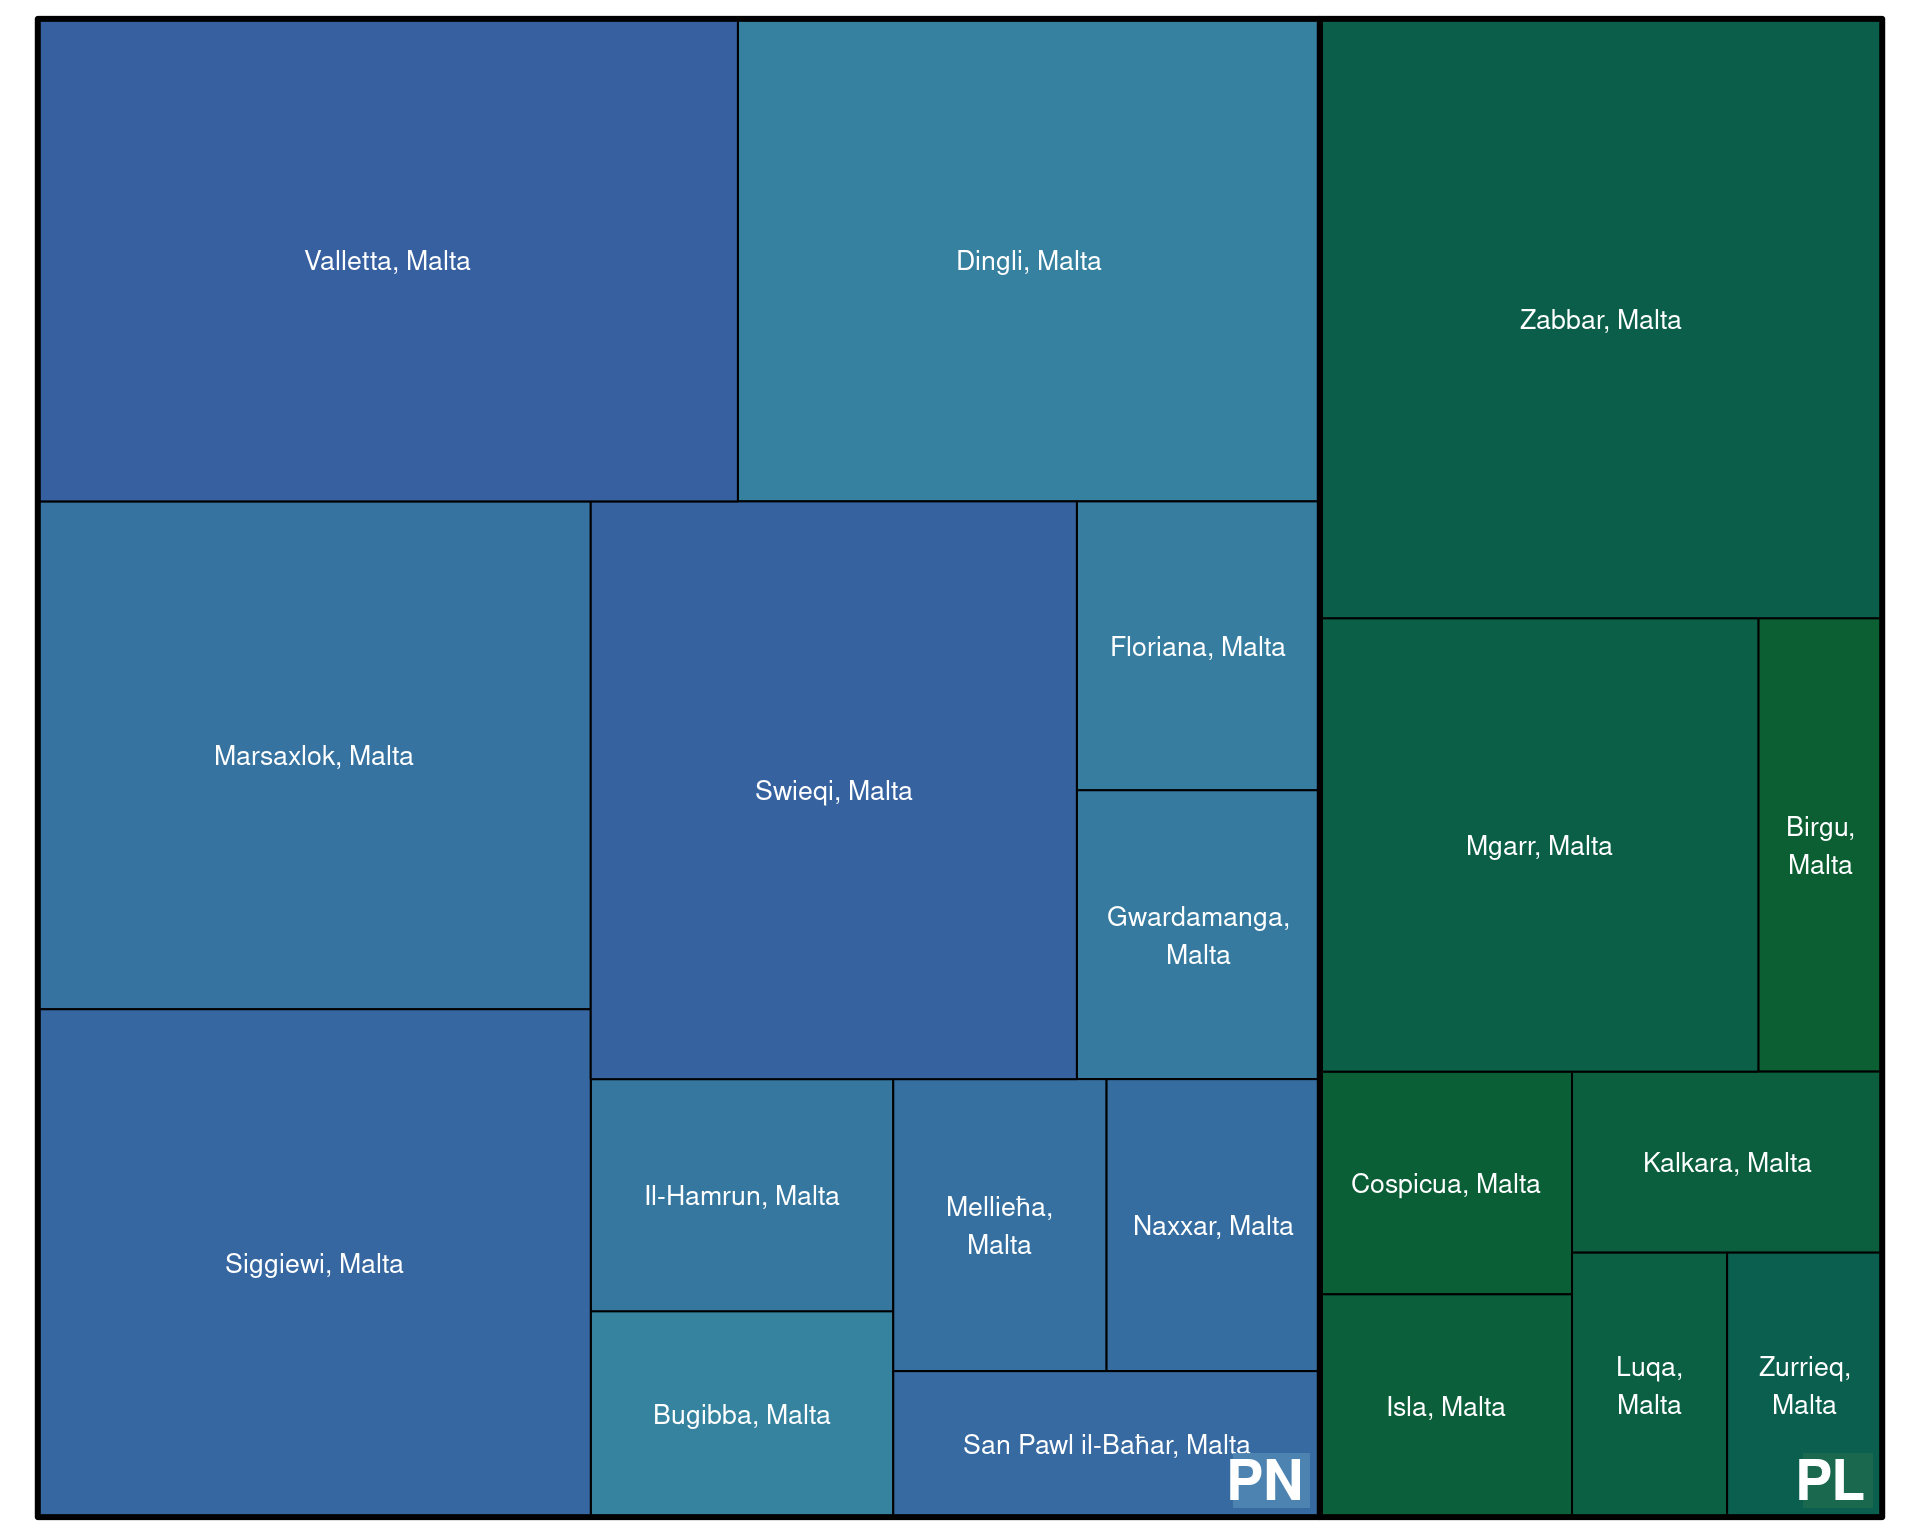 Valletta, Malta
Dingli, Malta
Zabbar, Malta
Marsaxlok, Malta
Swieqi, Malta
Floriana, Malta
Gwardamanga,
Malta
Mgarr, Malta
Birgu,
Malta
Siggiewi, Malta
Il-Hamrun, Malta
Mellieħa,
Malta
Naxxar, Malta
Bugibba, Malta
San Pawl il-Baħar, Malta
PN
Cospicua, Malta
Kalkara, Malta
Isla, Malta
Luqa,
Malta
Zurrieq,
Malta
PL